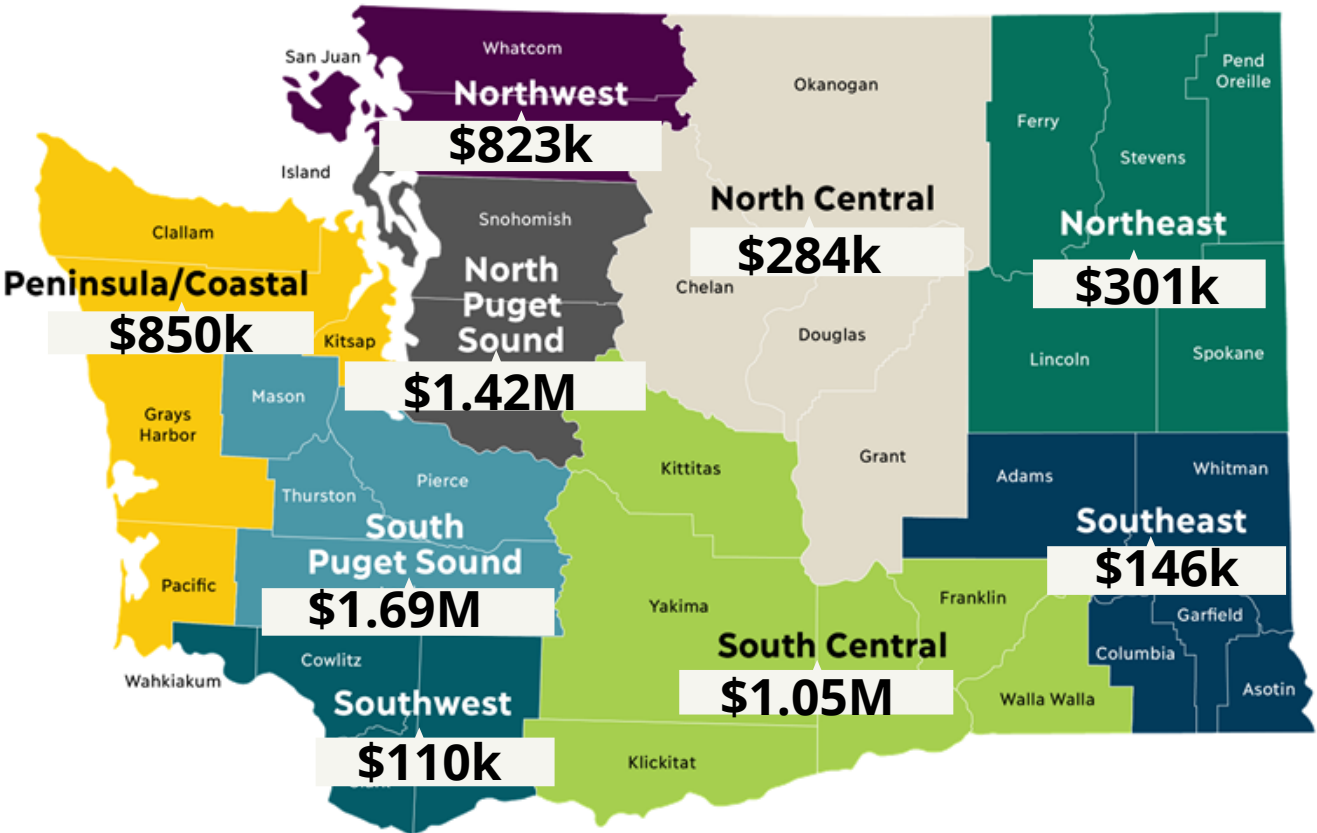 San Juan
Whatcom
Northwest
$823k
Island
Okanogan
North Central
$284k
Chelan
Douglas
Grant
Pend
Oreille
Ferry
Stevens
Northeast
$301k
Lincoln
Spokane
Clallam
Peninsula/Coastal
$850k
Kitsap
Grays
Harbor
Pacific
Snohomish
North
Puget
Sound
$1.42M
Mason
Thurston
Pierce
South
Puget Sound
$1.69M
Kittitas
Yakima
Franklin
South Central
$1.05M
Walla Walla
Klickitat
Adams
Whitman
Southeast
$146k
Garfield
Columbia
Asotin
Wahkiakum
Cowlitz
Southwest
$110k